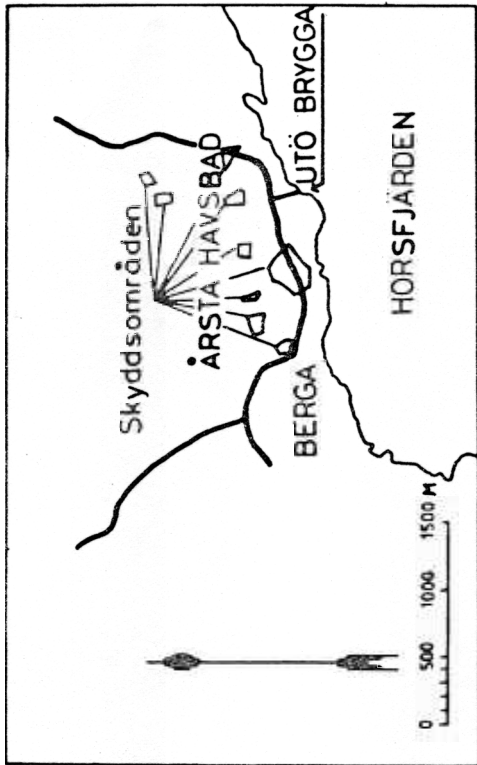 Skyddsområden
ÅRSTA HAVSBAD
UTÖ BRYGGA
BERGA
HORSFJÄRDEN
0 500 1000 1500 M